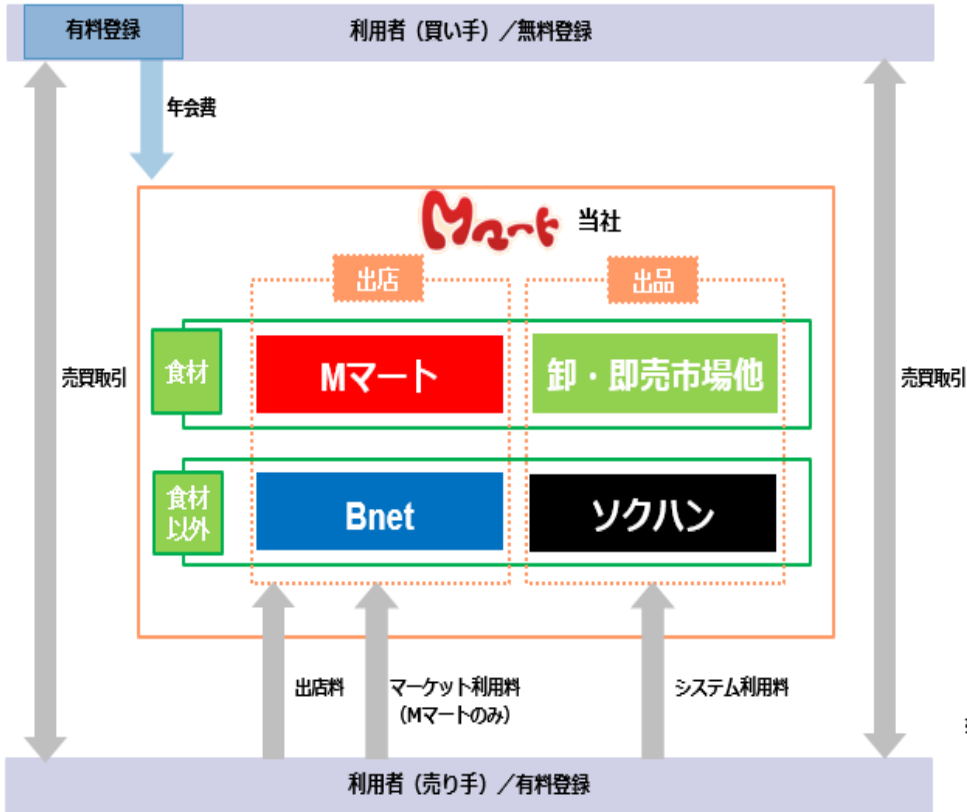 有料登録
利用者（買い手）／無料登録
年会費
Mマート 当社
出店
出品
食材
Mマート
卸・即売市場他
売買取引
売買取引
食材
以外
Bnet
ソクハン
出店料
マーケット利用料
（Mマートのみ）
システム利用料
利用者（売り手）／有料登録